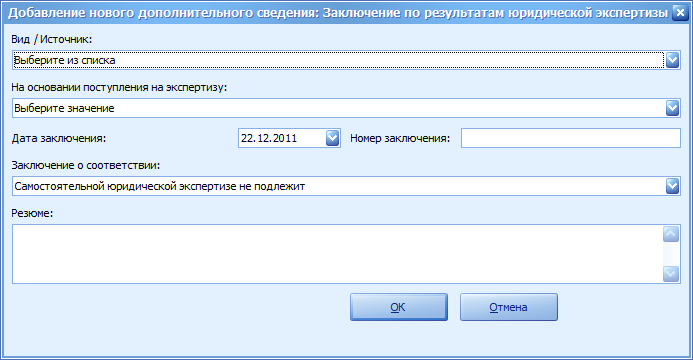 Добавление нового дополнительного сведения: Заключение по результатам юридической экспертизы
Вид / Источник:
Выберите из списка
На основании поступления на экспертизу:
Выберите значение
Дата заключения: 22.12.2011 Номер заключения:
Заключение о соответствии:
Самостоятельной юридической экспертизе не подлежит
Резюме:
OK Отмена